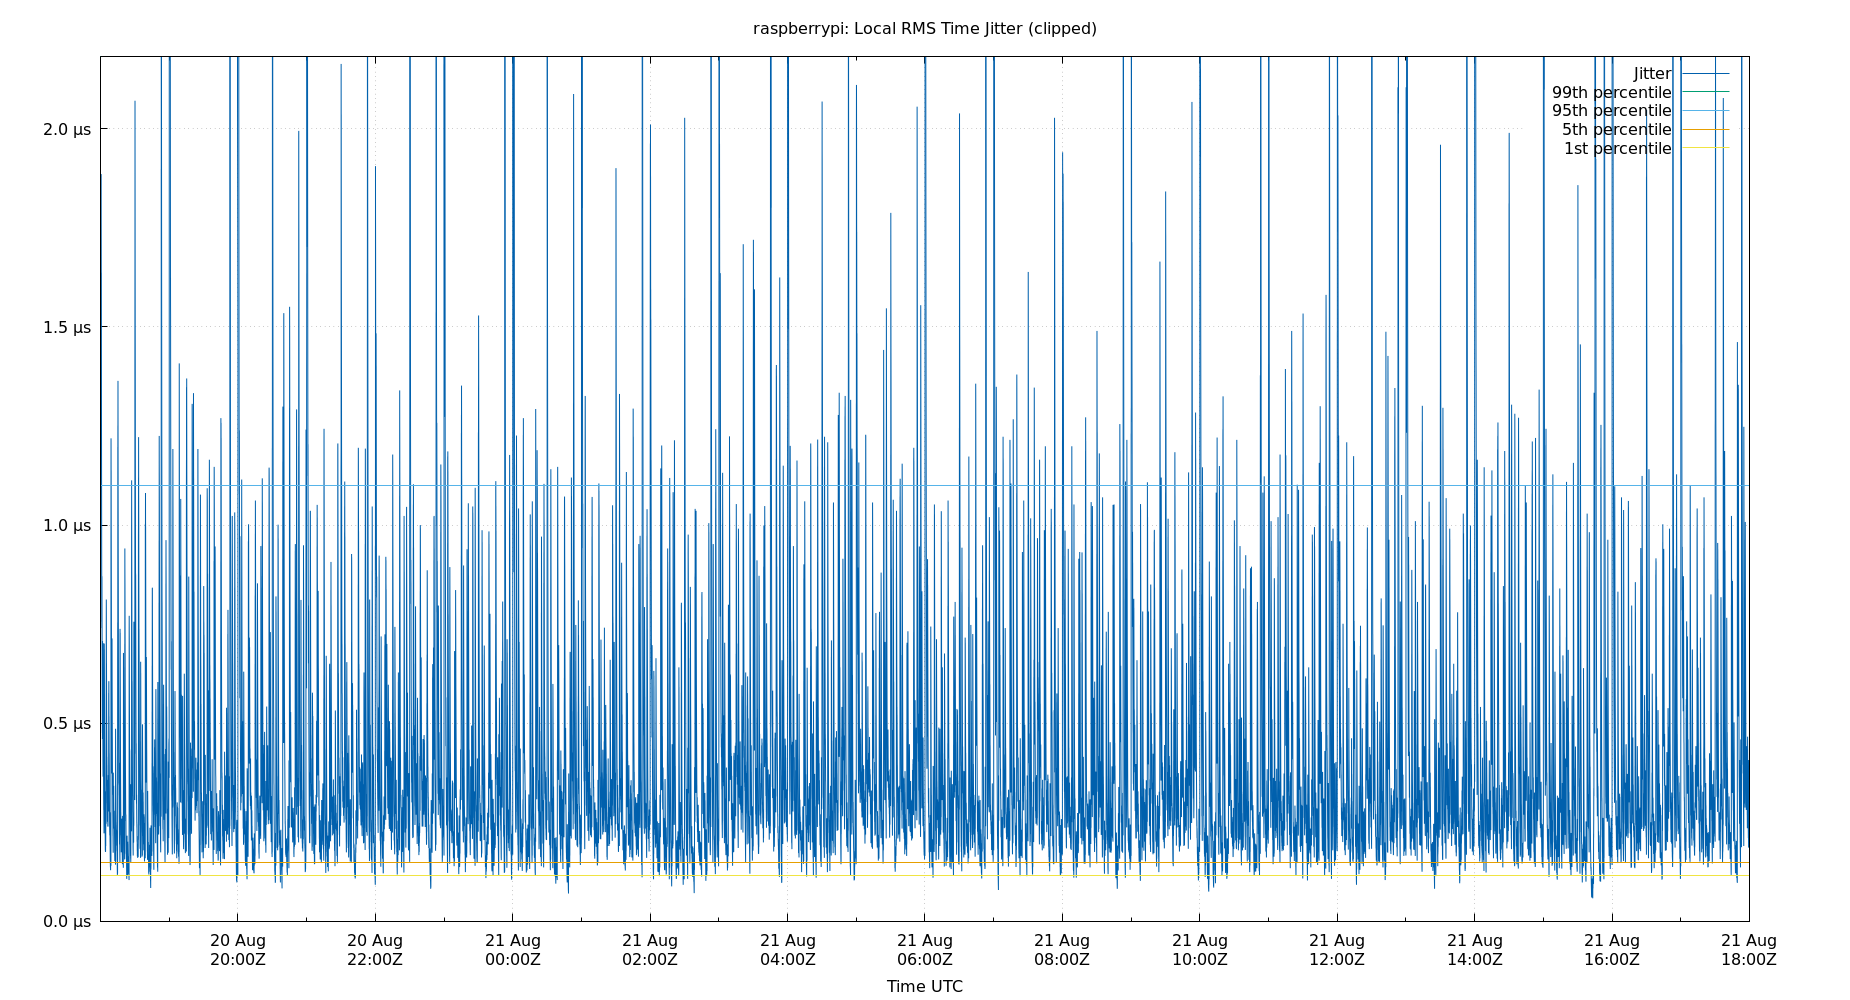 raspberrypi: Local RMS Time Jitter (clipped)
Jitter
99th percentile
95th percentile
5th percentile
1st percentile
2.0 µs
1.5 µs
1.0 µs
0.5 µs
0.0 µs
20 Aug 20 Aug 21 Aug 21 Aug 21 Aug 21 Aug 21 Aug 21 Aug 21 Aug 21 Aug 21 Aug 21 Aug
20:00Z 22:00Z 00:00Z 02:00Z 04:00Z 06:00Z 08:00Z 10:00Z 12:00Z 14:00Z 16:00Z 18:00Z
Time UTC